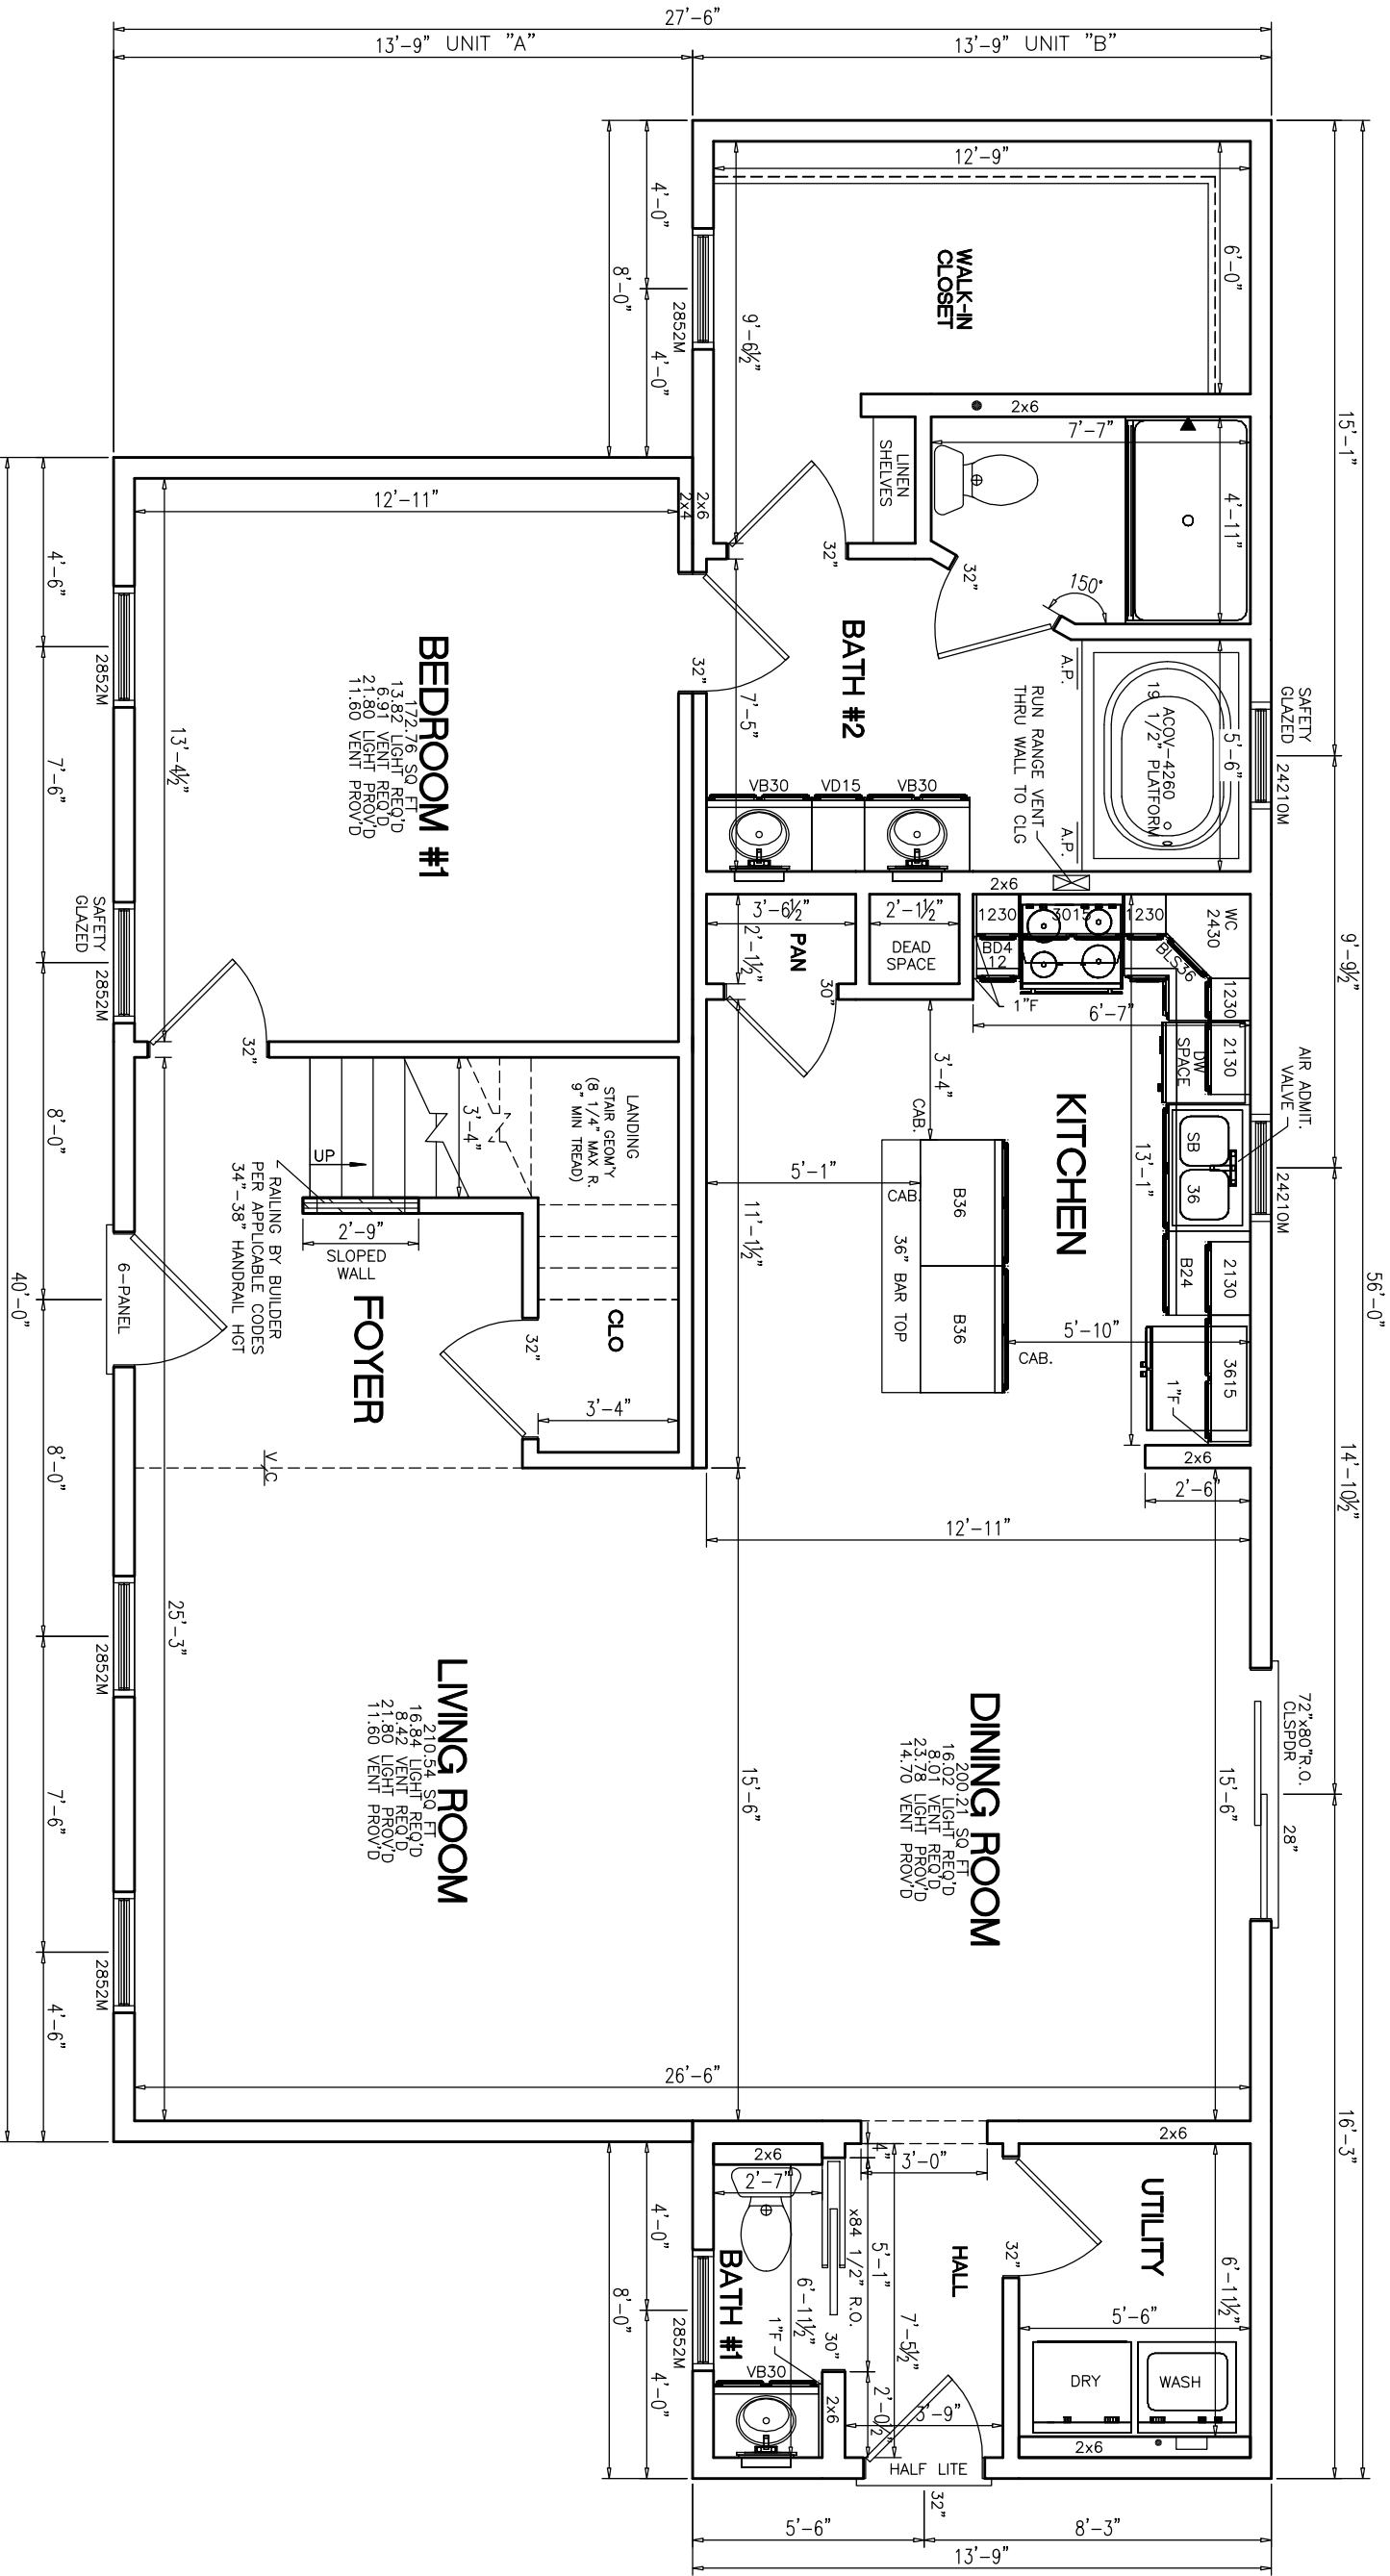 27'-6"
13'-9" UNIT "A"
13'-9" UNIT "B"
56'-0"
15'-1"
9'-9½"
14'-10½"
16'-3"
8'-0"
4'-0"
4'-0"
2852M
12'-9"
6'-0"
9'-6½"
WALK-IN
CLOSET
2x6
LINEN
SHELVES
7'-7"
4'-11"
32"
32"
32"
150°
2x6
2x4
BATH #2
7'-5"
A.P.
A.P.
RUN RANGE VENT
THRU WALL TO CLG
ACOV-4260
19 1/2" PLATFORM
5'-6"
SAFETY
GLAZED
24210M
VB30
VD15
VB30
12'-11"
13'-4½"
BEDROOM #1
172.76 SQ FT
13.82 LIGHT REQ'D
6.91 VENT REQ'D
21.80 LIGHT PROV'D
11.60 VENT PROV'D
4'-6"
2852M
7'-6"
SAFETY
GLAZED
2852M
32"
8'-0"
2x6
3'-6½"
2'-1½"
PAN
30"
2'-1½"
DEAD
SPACE
1230
3015
1230
WC
2430
BD4
12
BLS36
1230
1"F
6'-7"
2130
DW
SPACE
AIR ADMIT.
VALVE
SB
36
24210M
13'-1"
KITCHEN
3'-4"
CAB.
5'-1"
CAB.
B36
B36
36" BAR TOP
11'-1½"
5'-10"
CAB.
B24
2130
3615
1"F
2x6
2'-6"
12'-11"
LANDING
STAIR GEOM'Y
(8 1/4" MAX R.
9" MIN TREAD)
3'-4"
UP
RAILING BY BUILDER
PER APPLICABLE CODES
34"-38" HANDRAIL HGT
2'-9"
SLOPED
WALL
FOYER
CLO
32"
3'-4"
6-PANEL
40'-0"
8'-0"
V.C
25'-3"
LIVING ROOM
210.54 SQ FT
16.84 LIGHT REQ'D
8.42 VENT REQ'D
21.80 LIGHT PROV'D
11.60 VENT PROV'D
2852M
7'-6"
2852M
4'-6"
DINING ROOM
200.21 SQ FT
16.02 LIGHT REQ'D
8.01 VENT REQ'D
23.78 LIGHT PROV'D
14.70 VENT PROV'D
72"x80"R.O.
CLSPDR
28"
15'-6"
15'-6"
26'-6"
2x6
UTILITY
6'-11½"
5'-6"
DRY
WASH
2x6
32"
HALL
3'-0"
4"
5'-1"
x84 1/2" R.O.
7'-5½"
2'-0½"
3'-9"
2x6
2'-7"
BATH #1
6'-11½"
1"F
30"
VB30
2x6
HALF LITE
32"
4'-0"
2852M
4'-0"
8'-0"
5'-6"
8'-3"
13'-9"